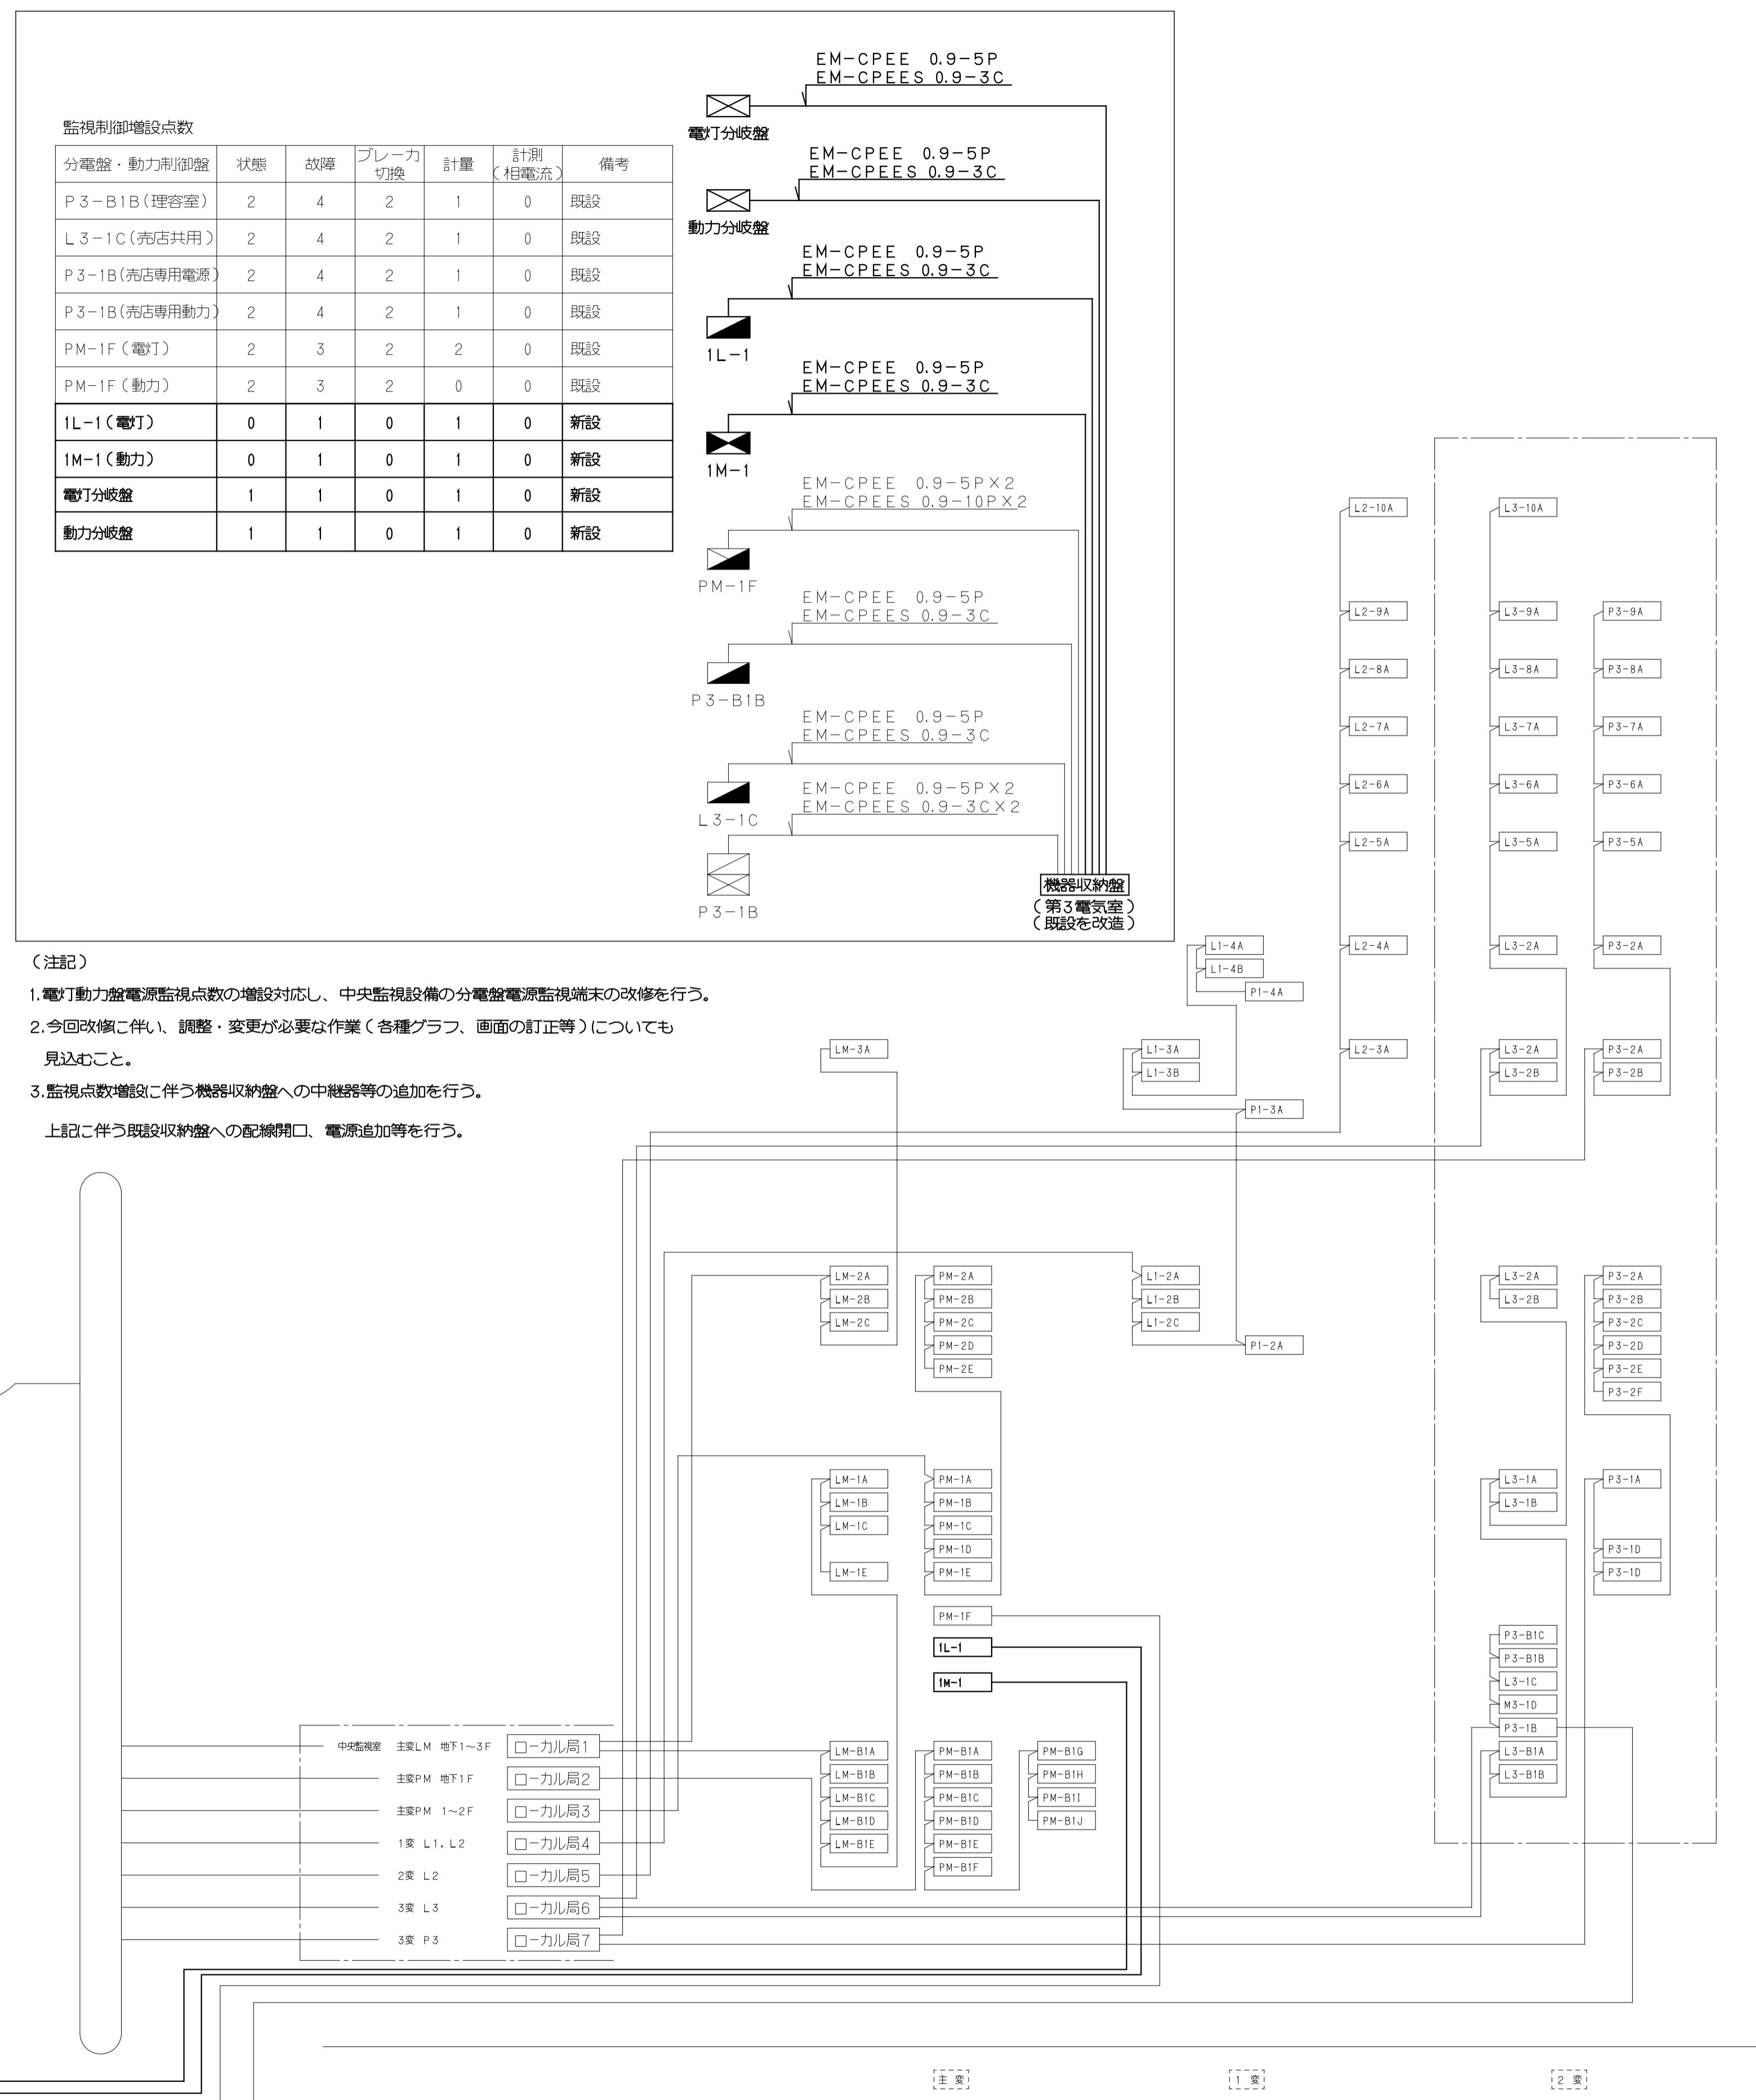 監視制御増設点数
分電盤・動力制御盤 状態 故障 ブレーカ切換 計量 計測(相電流) 備考
P3-B1B(理容室) 2 4 2 1 0 既設
L3-1C(売店共用) 2 4 2 1 0 既設
P3-1B(売店専用電源) 2 4 2 1 0 既設
P3-1B(売店専用動力) 2 4 2 1 0 既設
PM-1F(電灯) 2 3 2 2 0 既設
PM-1F(動力) 2 3 2 0 0 既設
1L-1(電灯) 0 1 0 1 0 新設
1M-1(動力) 0 1 0 1 0 新設
電灯分岐盤 1 1 0 1 0 新設
動力分岐盤 1 1 0 1 0 新設
EM-CPEE 0.9-5P
EM-CPEES 0.9-3C
電灯分岐盤
EM-CPEE 0.9-5P
EM-CPEES 0.9-3C
動力分岐盤
EM-CPEE 0.9-5P
EM-CPEES 0.9-3C
1L-1
EM-CPEE 0.9-5P
EM-CPEES 0.9-3C
1M-1
EM-CPEE 0.9-5P×2
EM-CPEES 0.9-10P×2
PM-1F
EM-CPEE 0.9-5P
EM-CPEES 0.9-3C
P3-B1B
EM-CPEE 0.9-5P
EM-CPEES 0.9-3C
L3-1C
EM-CPEE 0.9-5P×2
EM-CPEES 0.9-3C×2
P3-1B
機器収納盤
(第3電気室)
(既設を改造)
(注記)
1.電灯動力盤電源監視点数の増設対応し、中央監視設備の分電盤電源監視端末の改修を行う。
2.今回改修に伴い、調整・変更が必要な作業(各種グラフ、画面の訂正等)についても
見込むこと。
3.監視点数増設に伴う機器収納盤への中継器等の追加を行う。
上記に伴う既設収納盤への配線開口、電源追加等を行う。
L2-10A L3-10A
L2-9A L3-9A P3-9A
L2-8A L3-8A P3-8A
L2-7A L3-7A P3-7A
L2-6A L3-6A P3-6A
L2-5A L3-5A P3-5A
L1-4A L2-4A L3-2A P3-2A
L1-4B
P1-4A
LM-3A L1-3A L2-3A L3-2A P3-2A
L1-3B L3-2B P3-2B
P1-3A
LM-2A PM-2A L1-2A L3-2A P3-2A
LM-2B PM-2B L1-2B L3-2B P3-2B
LM-2C PM-2C L1-2C P3-2C
PM-2D P1-2A P3-2D
PM-2E P3-2E
P3-2F
LM-1A PM-1A L3-1A P3-1A
LM-1B PM-1B L3-1B
LM-1C PM-1C
PM-1D P3-1D
LM-1E PM-1E P3-1D
PM-1F
P3-B1C
1L-1
P3-B1B
1M-1 L3-1C
M3-1D
P3-1B
中央監視室 主変LM 地下1~3F ローカル局1
LM-B1A PM-B1A PM-B1G L3-B1A
LM-B1B PM-B1B PM-B1H L3-B1B
主変PM 地下1F ローカル局2
LM-B1C PM-B1C PM-B1I
主変PM 1~2F ローカル局3
LM-B1D PM-B1D PM-B1J
1変 L1,L2 ローカル局4
LM-B1E PM-B1E
PM-B1F
2変 L2 ローカル局5
3変 L3 ローカル局6
3変 P3 ローカル局7
主変 1変 2変